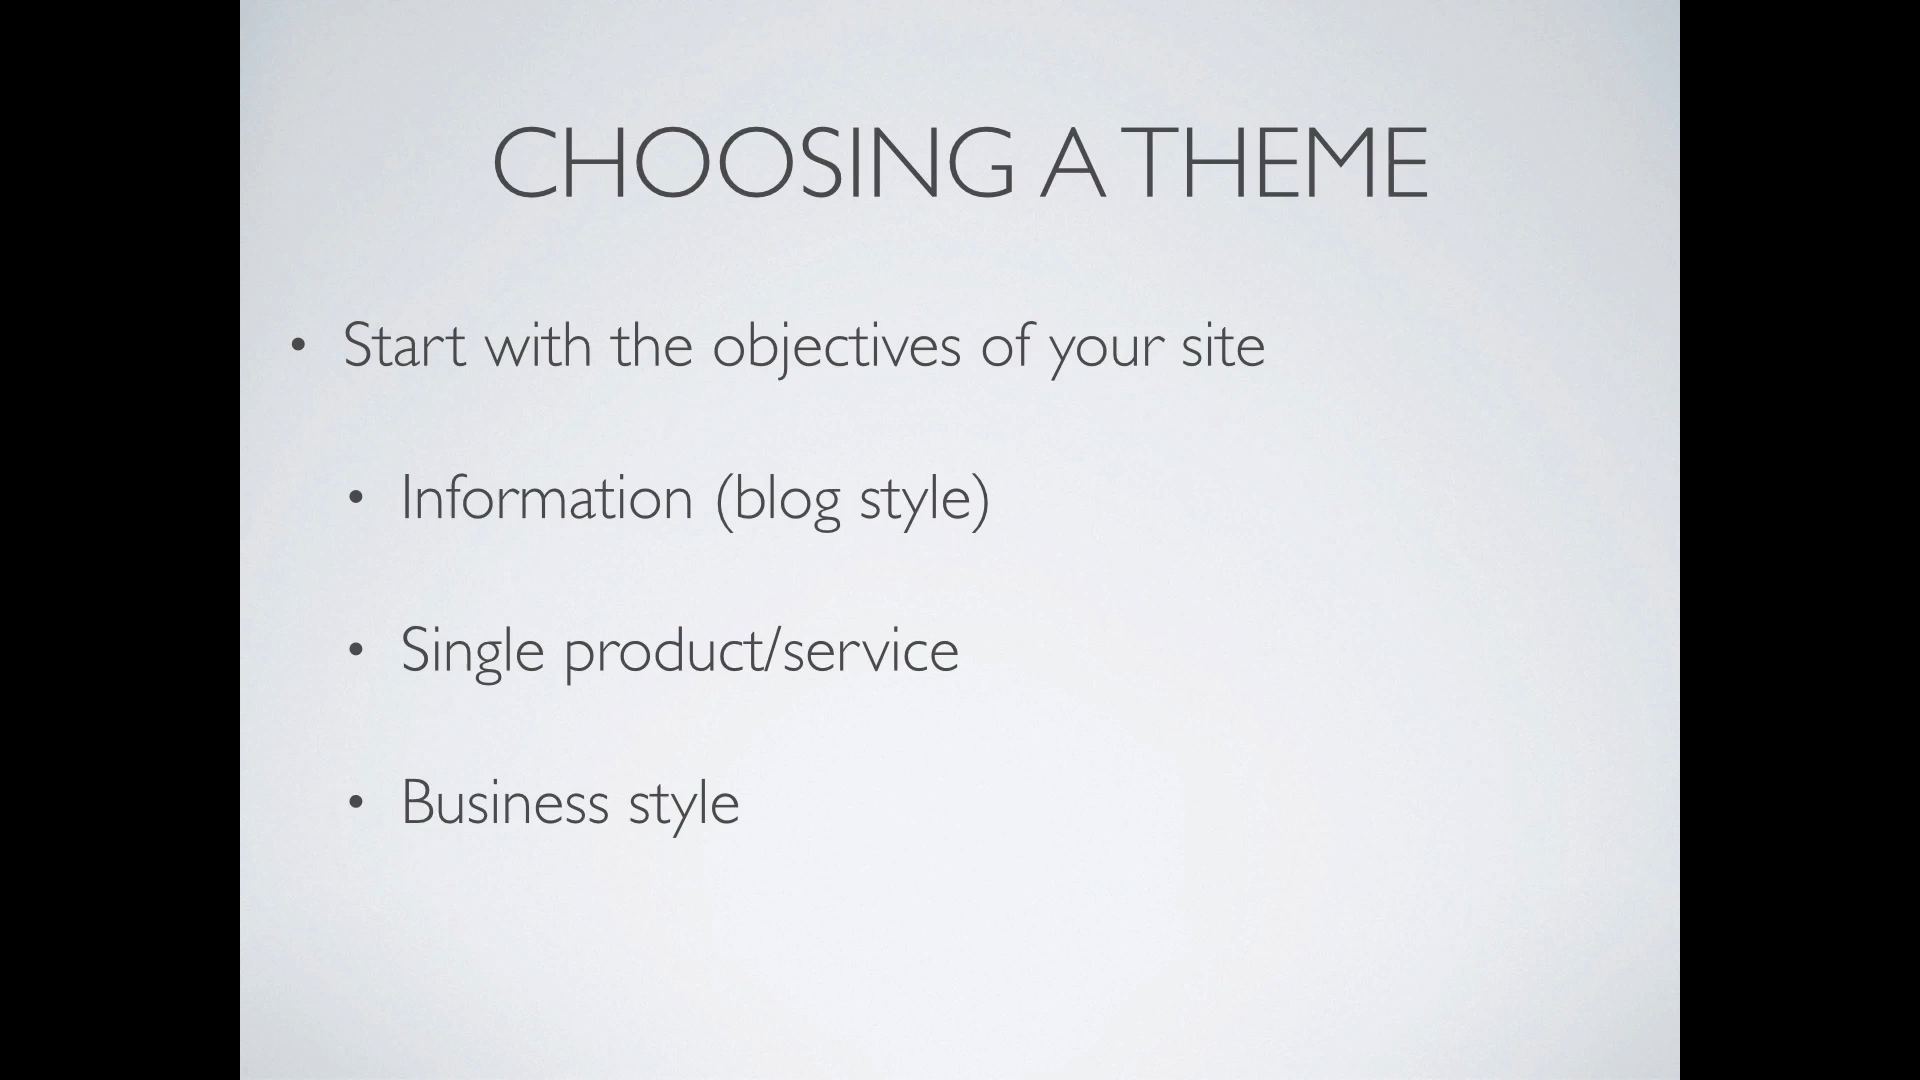 CHOOSING A THEME
• Start with the objectives of your site
• Information (blog style)
• Single product/service
• Business style